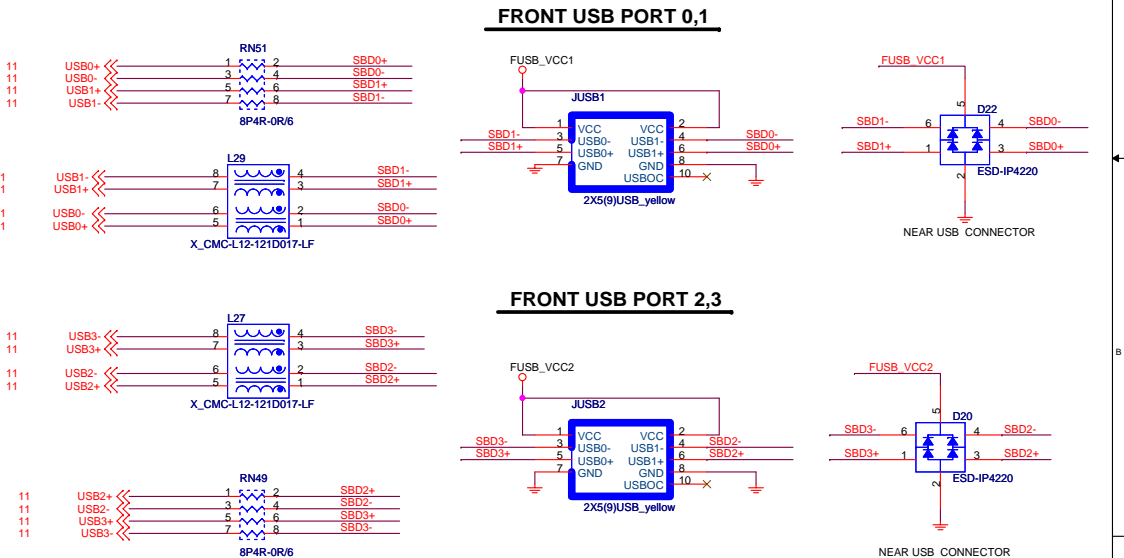 FRONT USB PORT 0,1
RN51
11 USB0+ 1 2 SBD0+
11 USB0- 3 4 SBD0-
11 USB1+ 5 6 SBD1+
11 USB1- 7 8 SBD1-
8P4R-0R/6
L29
1 USB1- 8 4 SBD1-
1 USB1+ 7 3 SBD1+
1 USB0- 6 2 SBD0-
1 USB0+ 5 1 SBD0+
X_CMC-L12-121D017-LF
FUSB_VCC1
JUSB1
1 VCC VCC 2
SBD1- 3 USB0- USB1- 4 SBD0-
SBD1+ 5 USB0+ USB1+ 6 SBD0+
7 GND GND 8
USBOC 10
2X5(9)USB_yellow
FUSB_VCC1
5 D22
SBD1- 6 4 SBD0-
SBD1+ 1 3 SBD0+
2 ESD-IP4220
NEAR USB CONNECTOR
FRONT USB PORT 2,3
L27
11 USB3- 8 4 SBD3-
11 USB3+ 7 3 SBD3+
11 USB2- 6 2 SBD2-
11 USB2+ 5 1 SBD2+
X_CMC-L12-121D017-LF
RN49
11 USB2+ 1 2 SBD2+
11 USB2- 3 4 SBD2-
11 USB3+ 5 6 SBD3+
11 USB3- 7 8 SBD3-
8P4R-0R/6
FUSB_VCC2
JUSB2
1 VCC VCC 2
SBD3- 3 USB0- USB1- 4 SBD2-
SBD3+ 5 USB0+ USB1+ 6 SBD2+
7 GND GND 8
USBOC 10
2X5(9)USB_yellow
FUSB_VCC2
5 D20
SBD3- 6 4 SBD2-
SBD3+ 1 3 SBD2+
2 ESD-IP4220
NEAR USB CONNECTOR
B